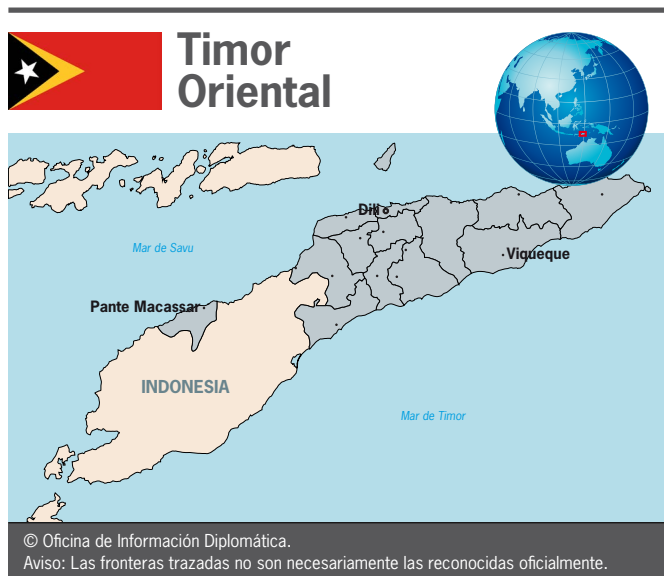 Timor
Oriental
Dili
Mar de Savu
Viqueque
Pante Macassar
INDONESIA
Mar de Timor
© Oficina de Información Diplomática.
Aviso: Las fronteras trazadas no son necesariamente las reconocidas oficialmente.